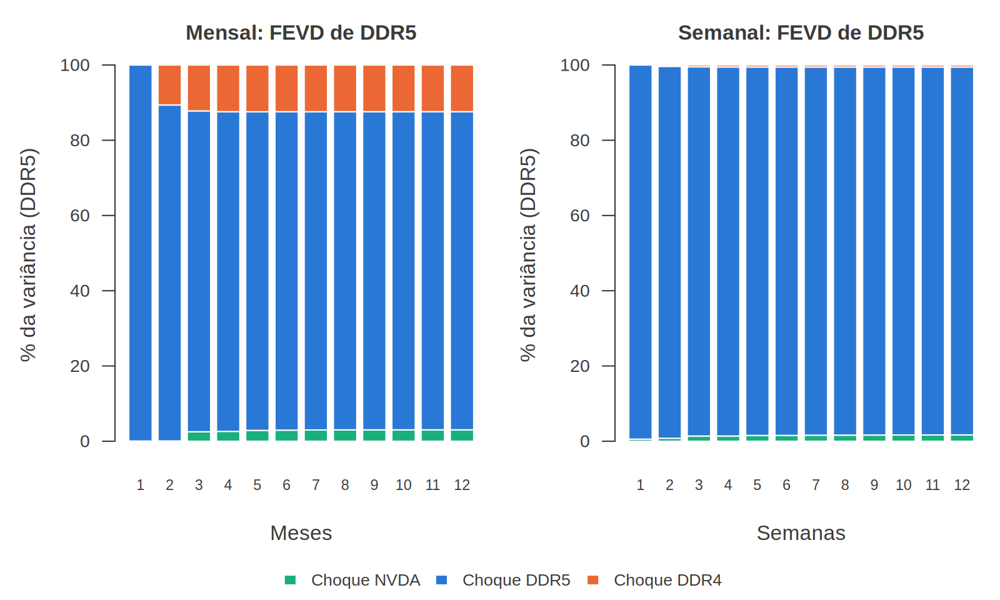 Mensal: FEVD de DDR5
% da variância (DDR5)
100
80
60
40
20
0
1 2 3 4 5 6 7 8 9 10 11 12
Meses
Semanal: FEVD de DDR5
% da variância (DDR5)
100
80
60
40
20
0
1 2 3 4 5 6 7 8 9 10 11 12
Semanas
Choque NVDA Choque DDR5 Choque DDR4